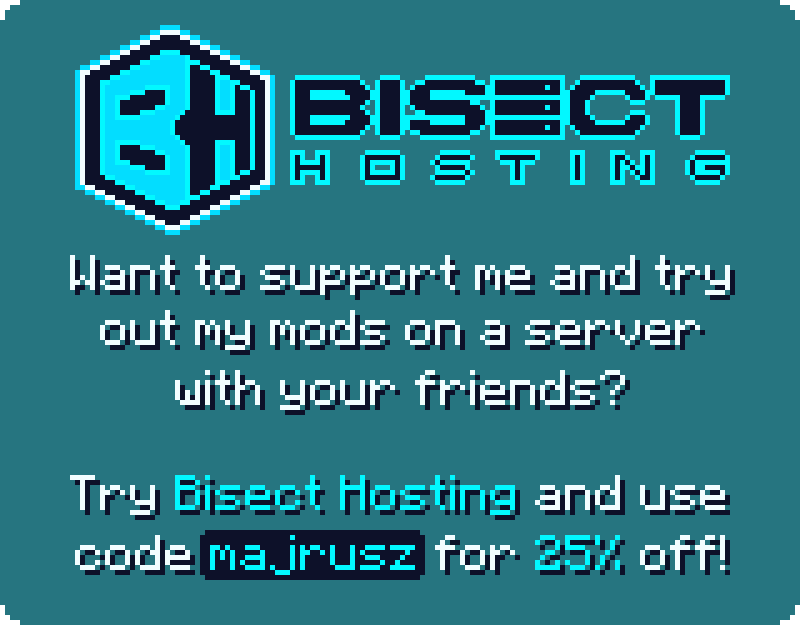 BH BISECT
HOSTING
Want to support me and try
out my mods on a server
with your friends?
Try Bisect Hosting and use
code majrusz for 25% off!